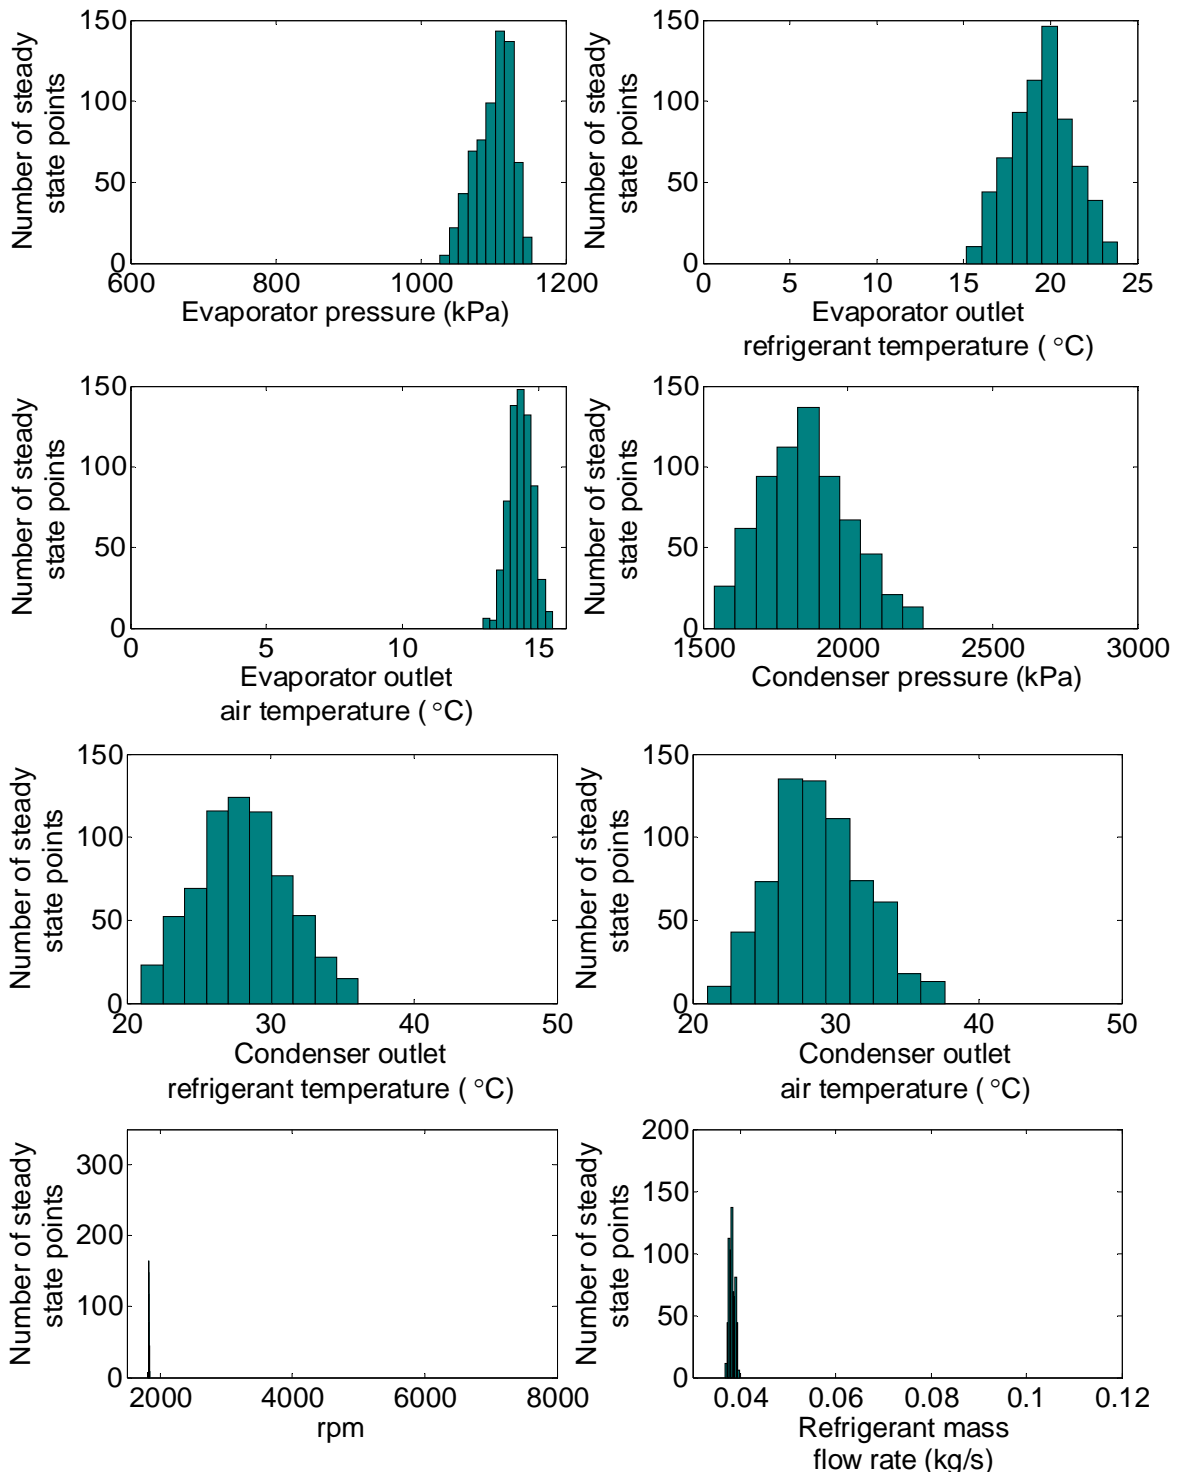 150
100
50
0
Number of steady
state points
600 800 1000 1200
Evaporator pressure (kPa)
150
100
50
0
Number of steady
state points
0 5 10 15 20 25
Evaporator outlet
refrigerant temperature ( °C)
150
100
50
0
Number of steady
state points
0 5 10 15
Evaporator outlet
air temperature ( °C)
150
100
50
0
Number of steady
state points
1500 2000 2500 3000
Condenser pressure (kPa)
150
100
50
0
Number of steady
state points
20 30 40 50
Condenser outlet
refrigerant temperature ( °C)
150
100
50
0
Number of steady
state points
20 30 40 50
Condenser outlet
air temperature ( °C)
300
200
100
0
Number of steady
state points
2000 4000 6000 8000
rpm
200
150
100
50
0
Number of steady
state points
0.04 0.06 0.08 0.1 0.12
Refrigerant mass
flow rate (kg/s)